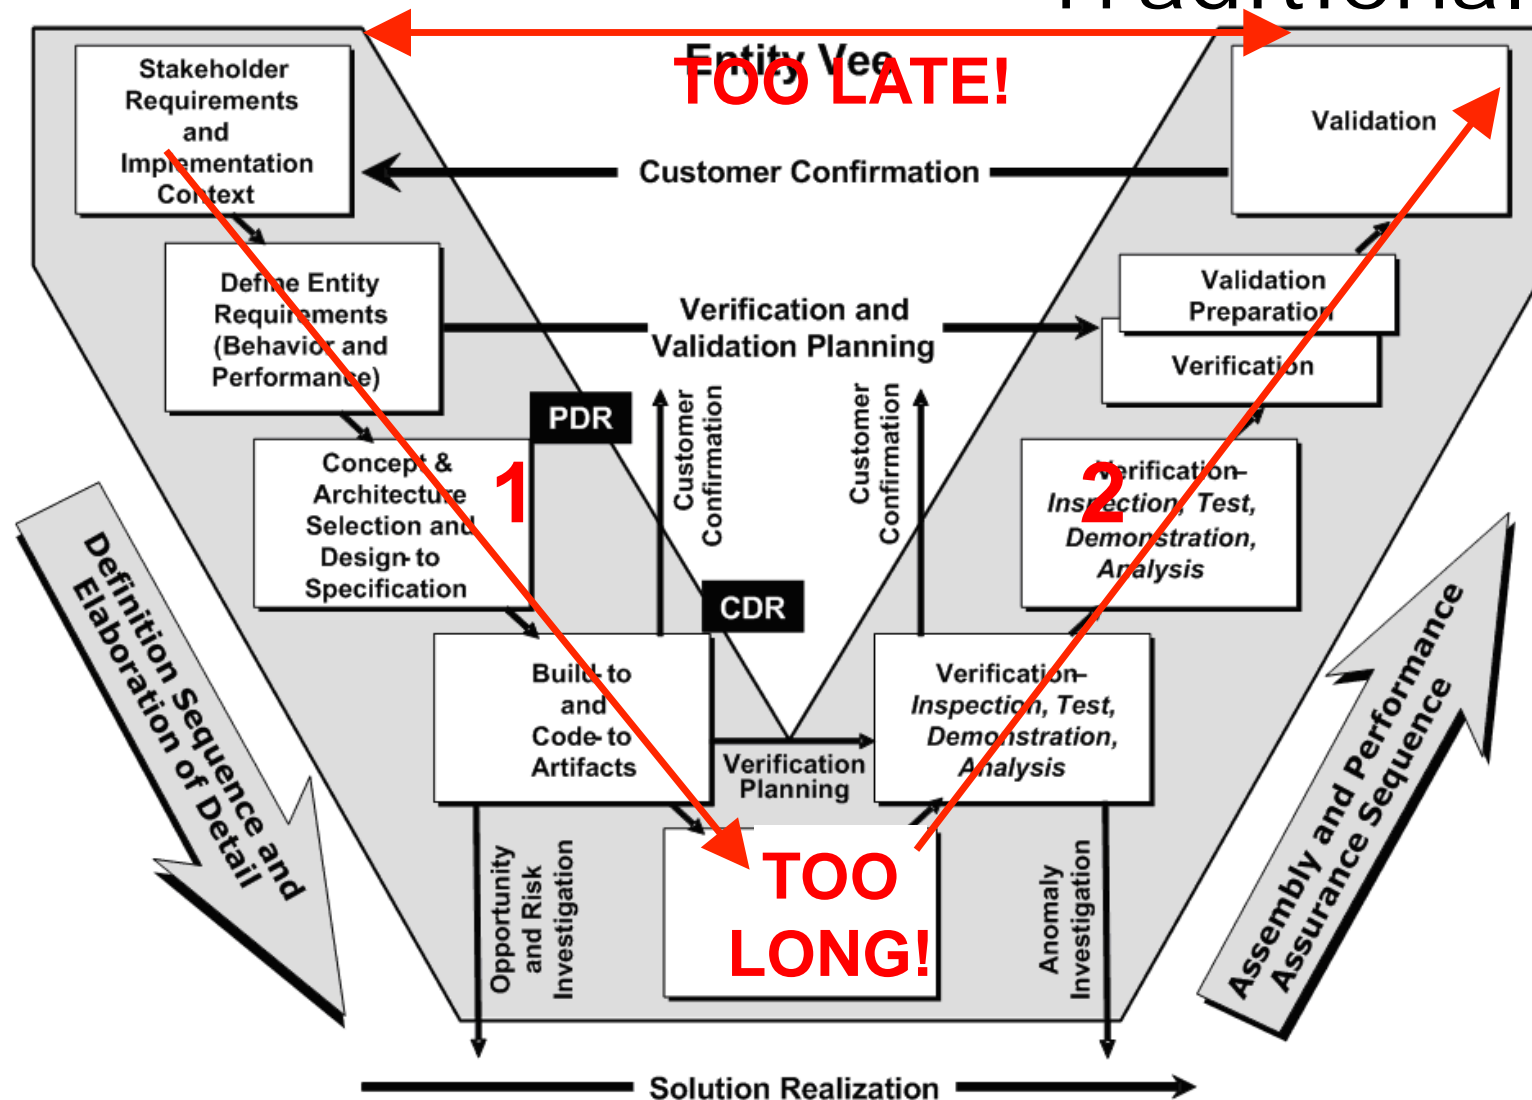 Traditional
Entity Vee
TOO LATE!
Stakeholder
Requirements
and
Implementation
Context
Customer Confirmation
Validation
Define Entity
Requirements
(Behavior and
Performance)
Verification and
Validation Planning
Validation
Preparation
Verification
PDR
Customer
Confirmation
Customer
Confirmation
Concept &
Architecture
Selection and
Design-to
Specification
1
2
Verification–
Inspection, Test,
Demonstration,
Analysis
CDR
Definition Sequence and
Elaboration of Detail
Build-to
and
Code-to
Artifacts
Verification
Planning
Verification–
Inspection, Test,
Demonstration,
Analysis
Assembly and Performance
Assurance Sequence
Opportunity
and Risk
Investigation
TOO
LONG!
Anomaly
Investigation
Solution Realization